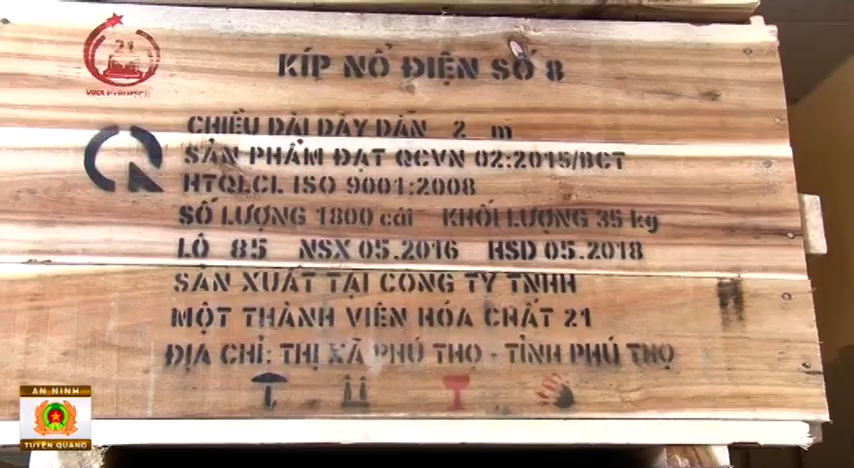 21
KÍP NỔ ĐIỆN SỐ 8
CHIỀU DÀI DÂY DẪN 2 m
SẢN PHẨM ĐẠT QCVN 02:2015/BCT
HTQLCL ISO 9001:2008
SỐ LƯỢNG 1800 cái KHỐI LƯỢNG 35 kg
LÔ 85 NSX 05.2016 HSD 05.2018
SẢN XUẤT TẠI CÔNG TY TNHH
MỘT THÀNH VIÊN HÓA CHẤT 21
ĐỊA CHỈ: THỊ XÃ PHÚ THỌ - TỈNH PHÚ THỌ
AN NINH
TUYÊN QUANG